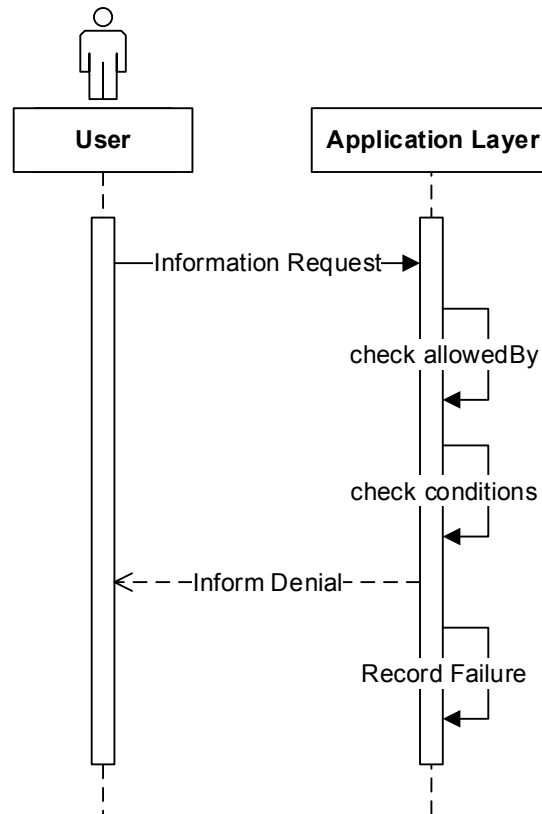 User
Application Layer
Information Request
check allowedBy
check conditions
Inform Denial
Record Failure